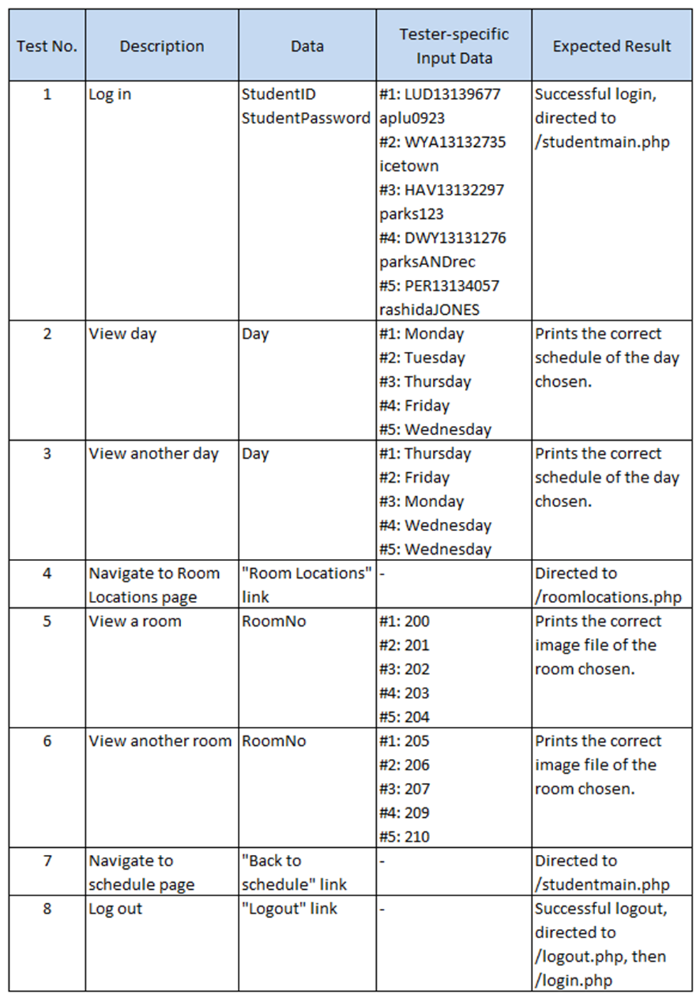 Test No.
Description
Data
Tester-specific
Input Data
Expected Result
1
Log in
StudentID
StudentPassword
#1: LUD13139677
aplu0923
#2: WYA13132735
icetown
#3: HAV13132297
parks123
#4: DWY13131276
parksANDrec
#5: PER13134057
rashidaJONES
Successful login,
directed to
/studentmain.php
2
View day
Day
#1: Monday
#2: Tuesday
#3: Thursday
#4: Friday
#5: Wednesday
Prints the correct
schedule of the day
chosen.
3
View another day
Day
#1: Thursday
#2: Friday
#3: Monday
#4: Wednesday
#5: Wednesday
Prints the correct
schedule of the day
chosen.
4
Navigate to Room
Locations page
"Room Locations"
link
-
Directed to
/roomlocations.php
5
View a room
RoomNo
#1: 200
#2: 201
#3: 202
#4: 203
#5: 204
Prints the correct
image file of the
room chosen.
6
View another room
RoomNo
#1: 205
#2: 206
#3: 207
#4: 209
#5: 210
Prints the correct
image file of the
room chosen.
7
Navigate to
schedule page
"Back to
schedule" link
-
Directed to
/studentmain.php
8
Log out
"Logout" link
-
Successful logout,
directed to
/logout.php, then
/login.php